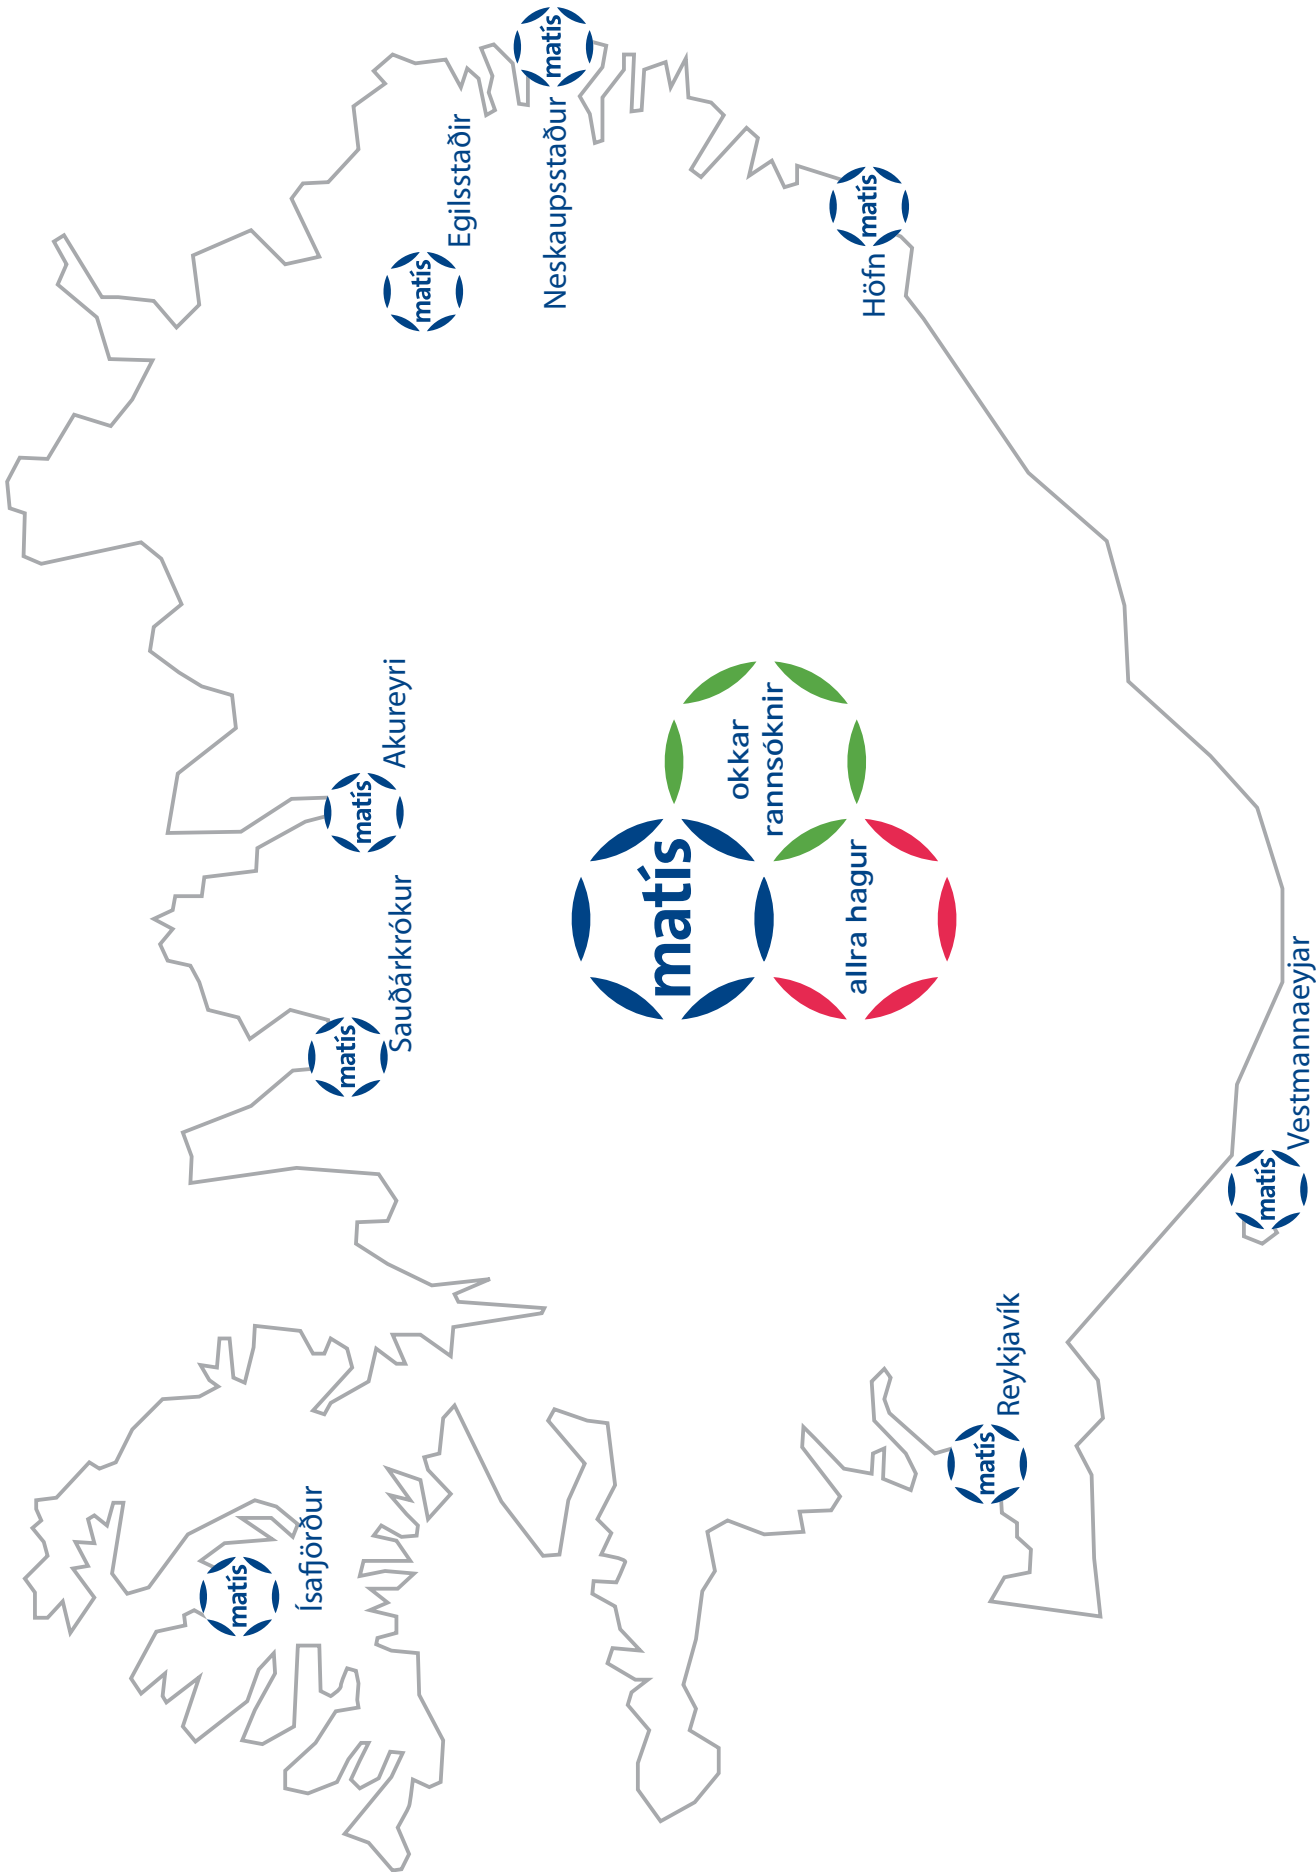 matís
Ísafjörður
matís
Sauðárkrókur
matís
Akureyri
matís
Egilsstaðir
matís
Neskaupsstaður
matís
okkar
rannsóknir
allra hagur
matís
Höfn
matís
Reykjavík
matís
Vestmannaeyjar